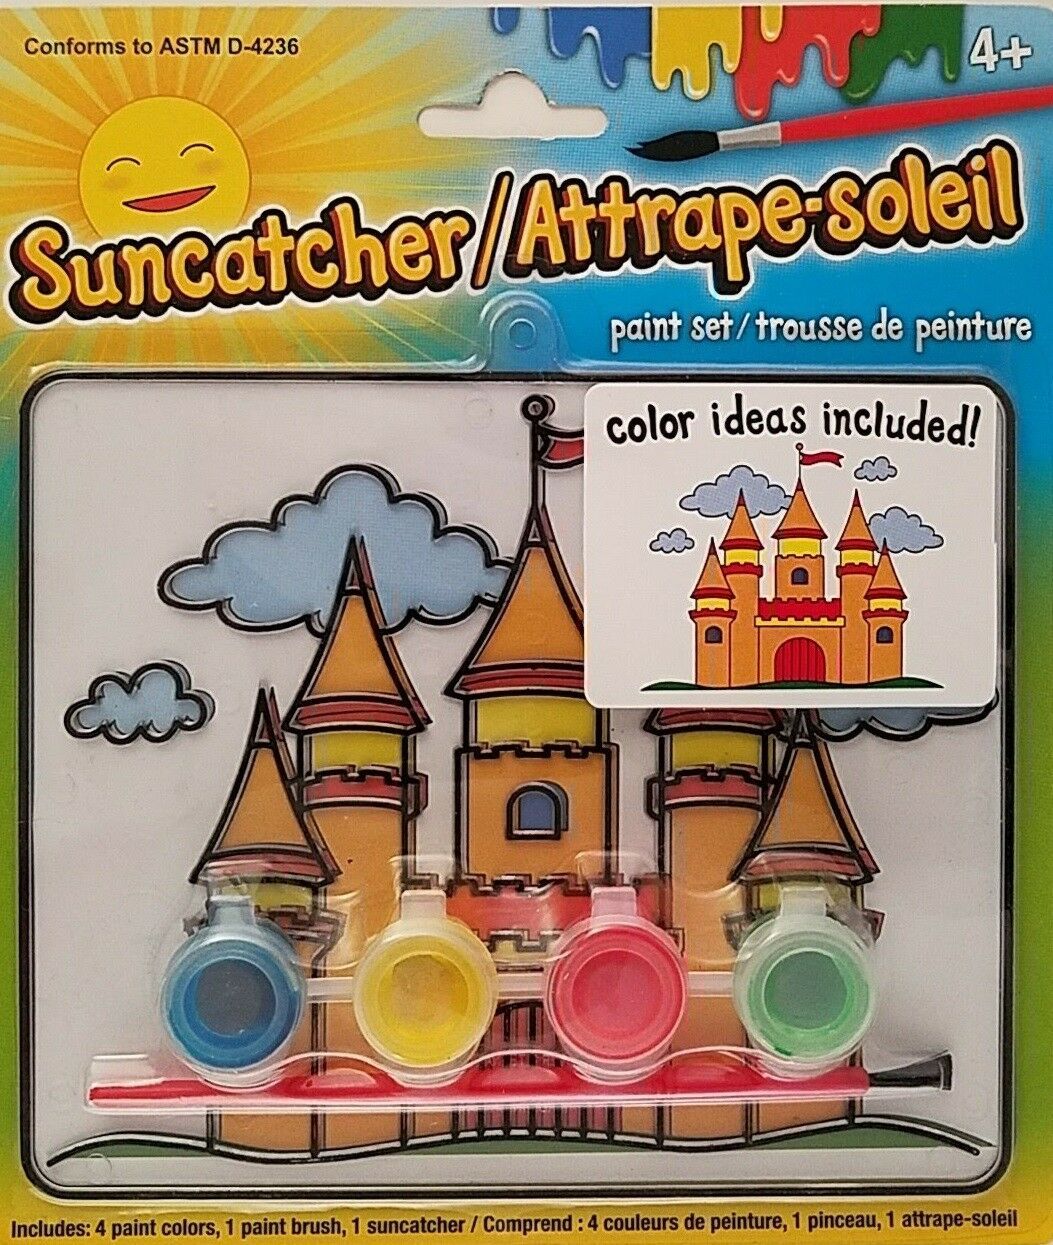 Conforms to ASTM D-4236
4+
Suncatcher/Attrape-soleil
paint set/trousse de peinture
color ideas included!
Includes: 4 paint colors, 1 paint brush, 1 suncatcher / Comprend : 4 couleurs de peinture, 1 pinceau, 1 attrape-soleil